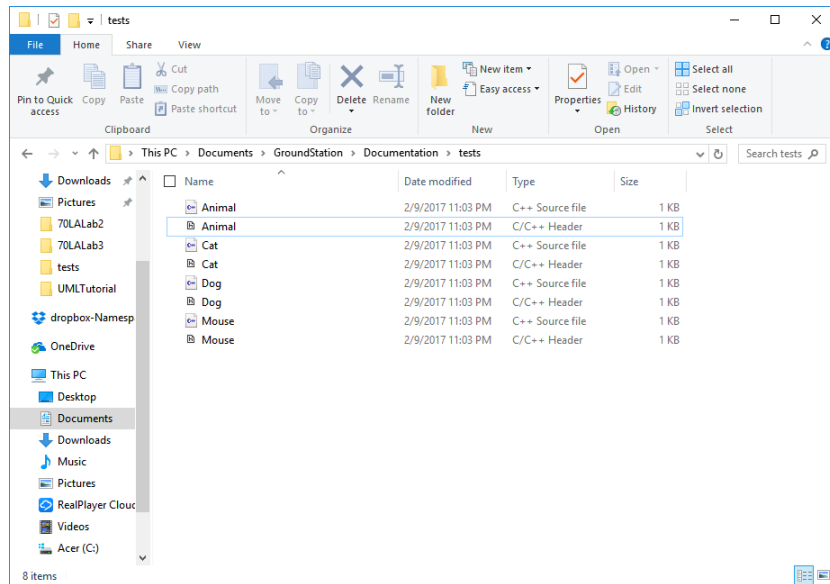 tests
File Home Share View
Pin to Quick access Copy Paste Cut Copy path Paste shortcut Move to Copy to Delete Rename New folder New item Easy access Properties Open Edit History Select all Select none Invert selection
Clipboard Organize New Open Select
This PC > Documents > GroundStation > Documentation > tests Search tests
Downloads
Pictures
70LALab2
70LALab3
tests
UMLTutorial
dropbox-Namesp
OneDrive
This PC
Desktop
Documents
Downloads
Music
Pictures
RealPlayer Cloud
Videos
Acer (C:)
Name Date modified Type Size
Animal 2/9/2017 11:03 PM C++ Source file 1 KB
Animal 2/9/2017 11:03 PM C/C++ Header 1 KB
Cat 2/9/2017 11:03 PM C++ Source file 1 KB
Cat 2/9/2017 11:03 PM C/C++ Header 1 KB
Dog 2/9/2017 11:03 PM C++ Source file 1 KB
Dog 2/9/2017 11:03 PM C/C++ Header 1 KB
Mouse 2/9/2017 11:03 PM C++ Source file 1 KB
Mouse 2/9/2017 11:03 PM C/C++ Header 1 KB
8 items